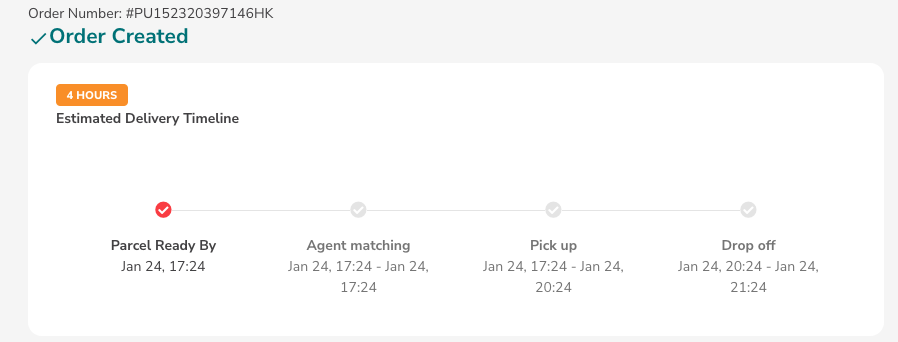 Order Number: #PU152320397146HK
Order Created
4 HOURS
Estimated Delivery Timeline
Parcel Ready By
Jan 24, 17:24
Agent matching
Jan 24, 17:24 - Jan 24,
17:24
Pick up
Jan 24, 17:24 - Jan 24,
20:24
Drop off
Jan 24, 20:24 - Jan 24,
21:24